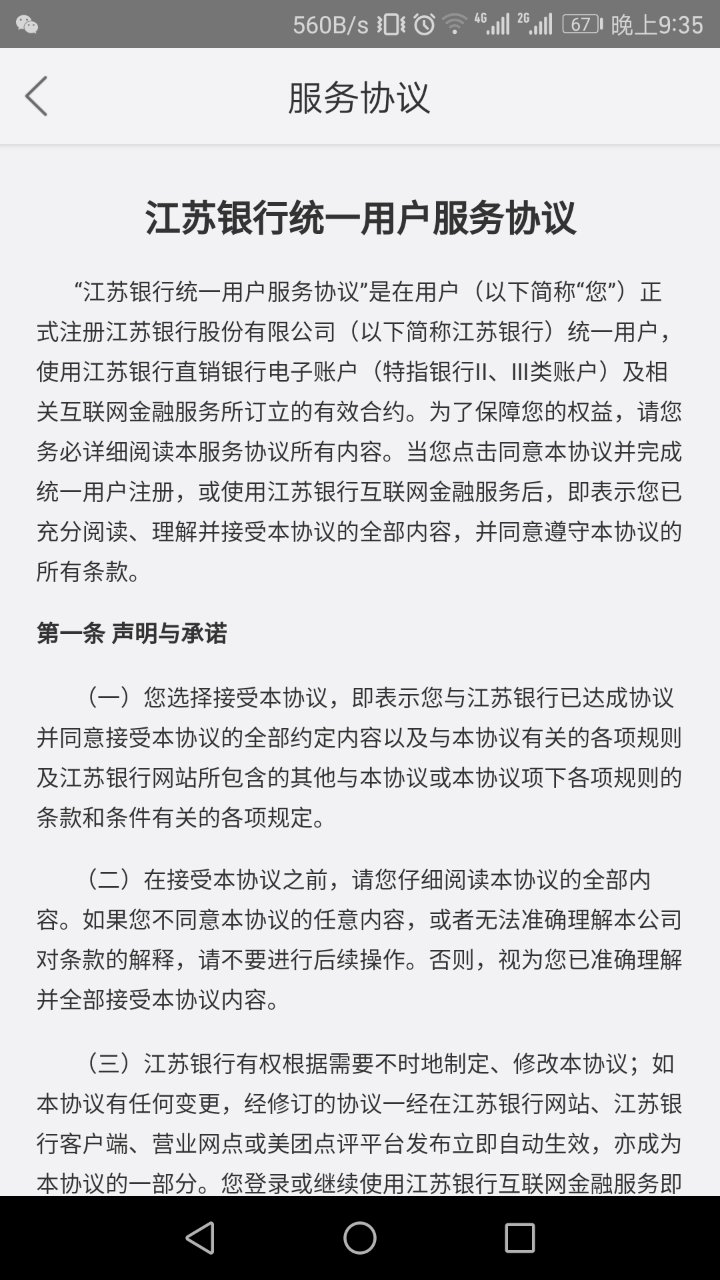 560B/s 4G 2G 67 晚上9:35
服务协议
江苏银行统一用户服务协议
“江苏银行统一用户服务协议”是在用户（以下简称“您”）正
式注册江苏银行股份有限公司（以下简称江苏银行）统一用户，
使用江苏银行直销银行电子账户（特指银行II、III类账户）及相
关互联网金融服务所订立的有效合约。为了保障您的权益，请您
务必详细阅读本服务协议所有内容。当您点击同意本协议并完成
统一用户注册，或使用江苏银行互联网金融服务后，即表示您已
充分阅读、理解并接受本协议的全部内容，并同意遵守本协议的
所有条款。
第一条 声明与承诺
（一）您选择接受本协议，即表示您与江苏银行已达成协议
并同意接受本协议的全部约定内容以及与本协议有关的各项规则
及江苏银行网站所包含的其他与本协议或本协议项下各项规则的
条款和条件有关的各项规定。
（二）在接受本协议之前，请您仔细阅读本协议的全部内
容。如果您不同意本协议的任意内容，或者无法准确理解本公司
对条款的解释，请不要进行后续操作。否则，视为您已准确理解
并全部接受本协议内容。
（三）江苏银行有权根据需要不时地制定、修改本协议；如
本协议有任何变更，经修订的协议一经在江苏银行网站、江苏银
行客户端、营业网点或美团点评平台发布立即自动生效，亦成为
本协议的一部分。您登录或继续使用江苏银行互联网金融服务即